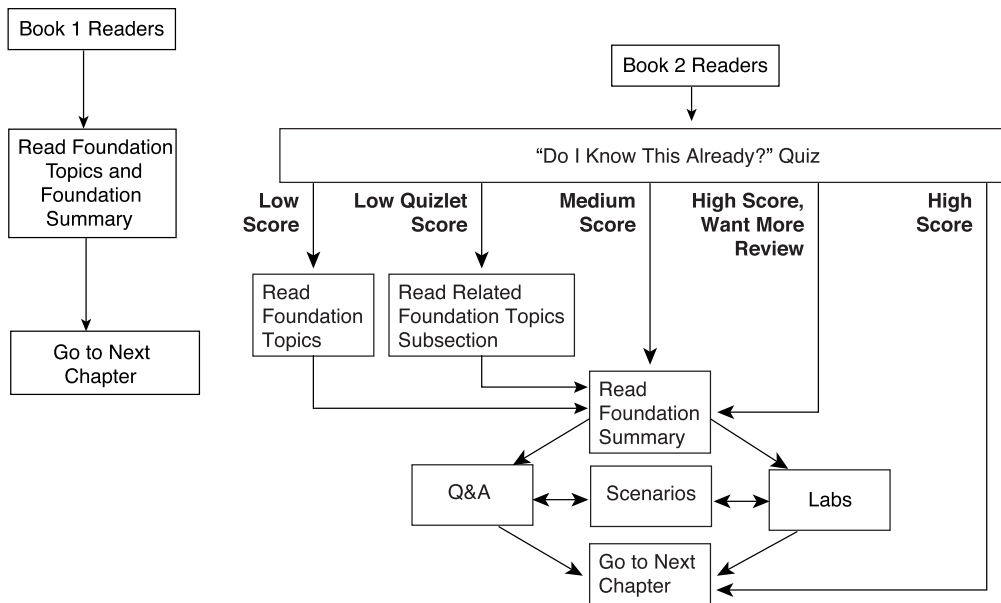 Book 1 Readers
Read Foundation
Topics and
Foundation
Summary
Go to Next
Chapter
Book 2 Readers
“Do I Know This Already?” Quiz
Low
Score
Low Quizlet
Score
Medium
Score
High Score,
Want More
Review
High
Score
Read
Foundation
Topics
Read Related
Foundation Topics
Subsection
Read
Foundation
Summary
Q&A
Scenarios
Labs
Go to Next
Chapter